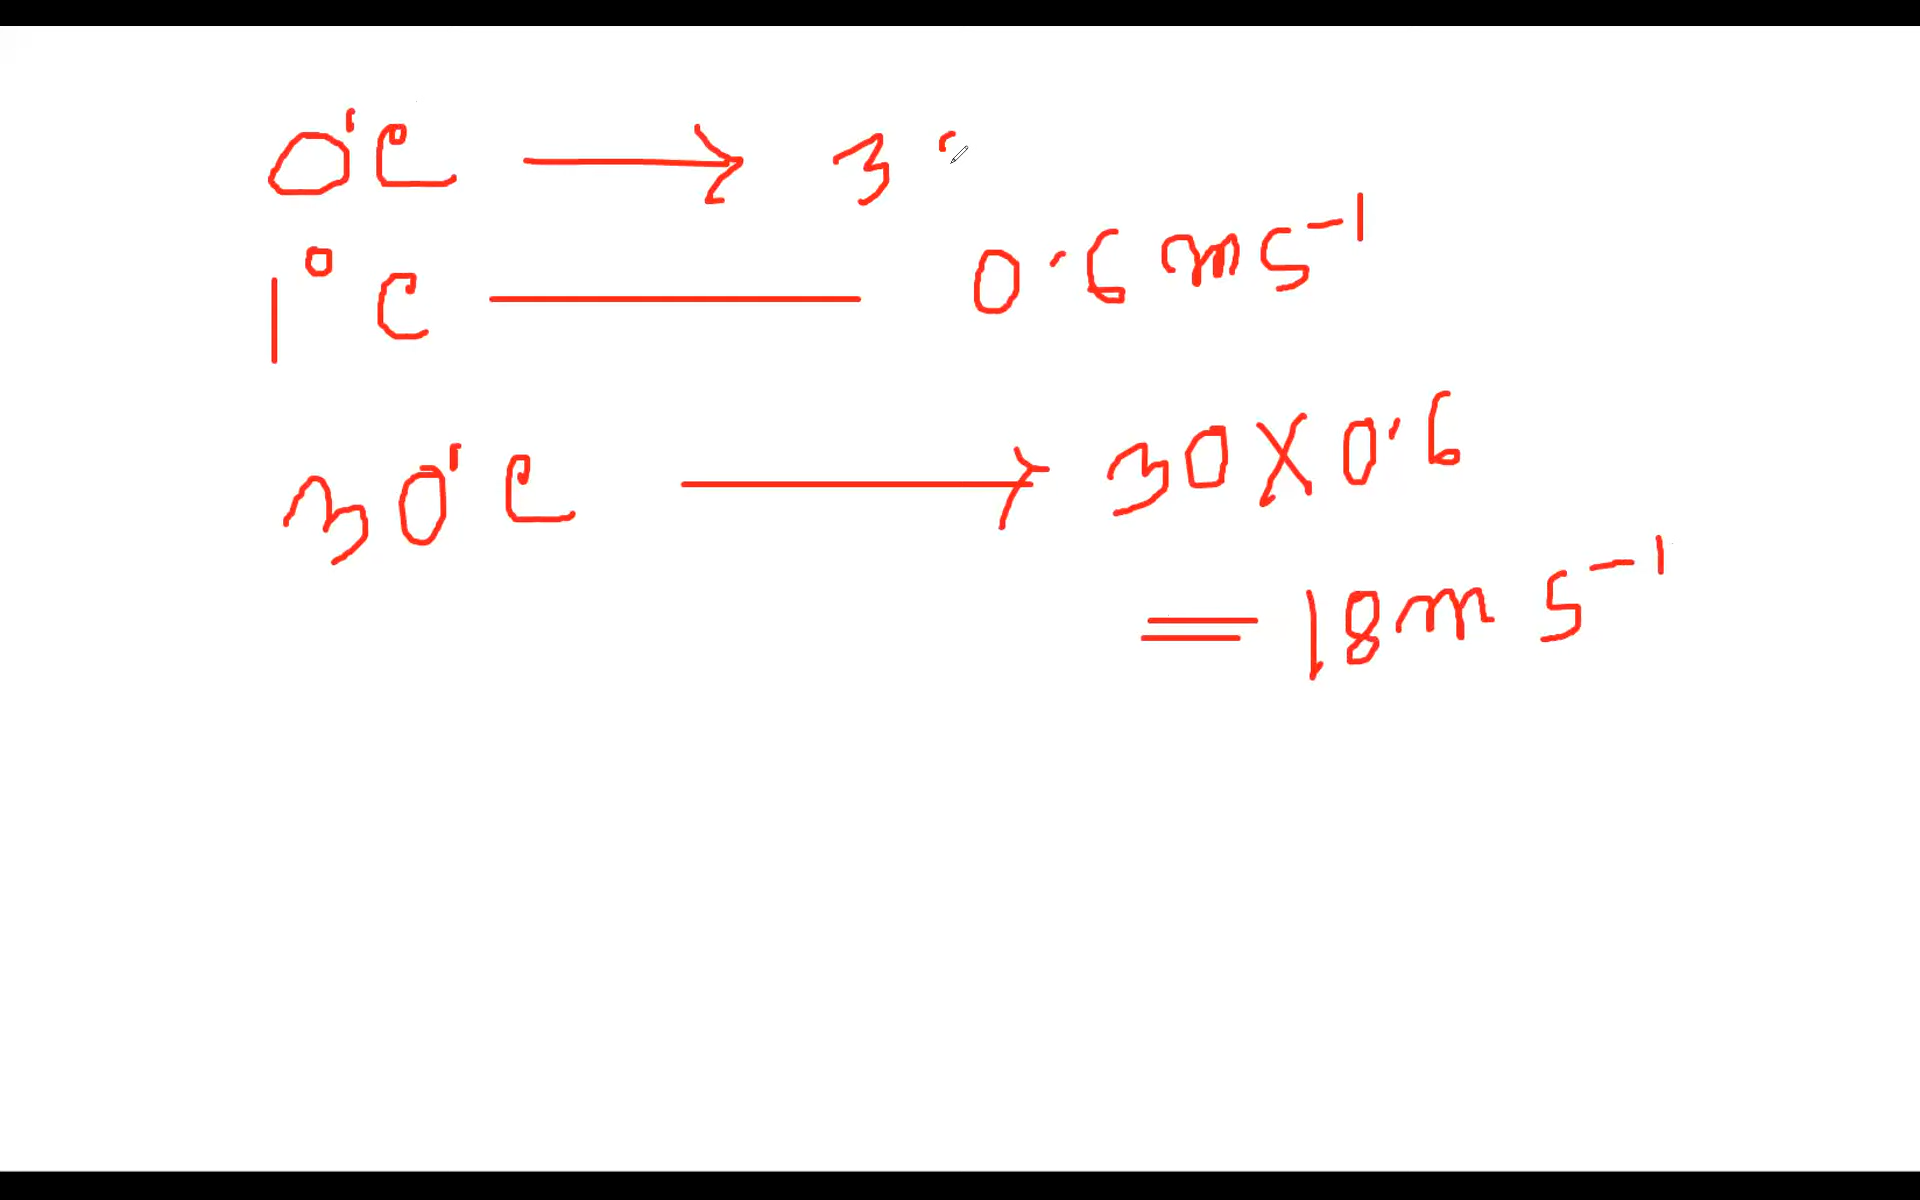 0°C → 3
1°C — 0.6 ms⁻¹
30°C → 30 X 0.6
= 18 m s⁻¹